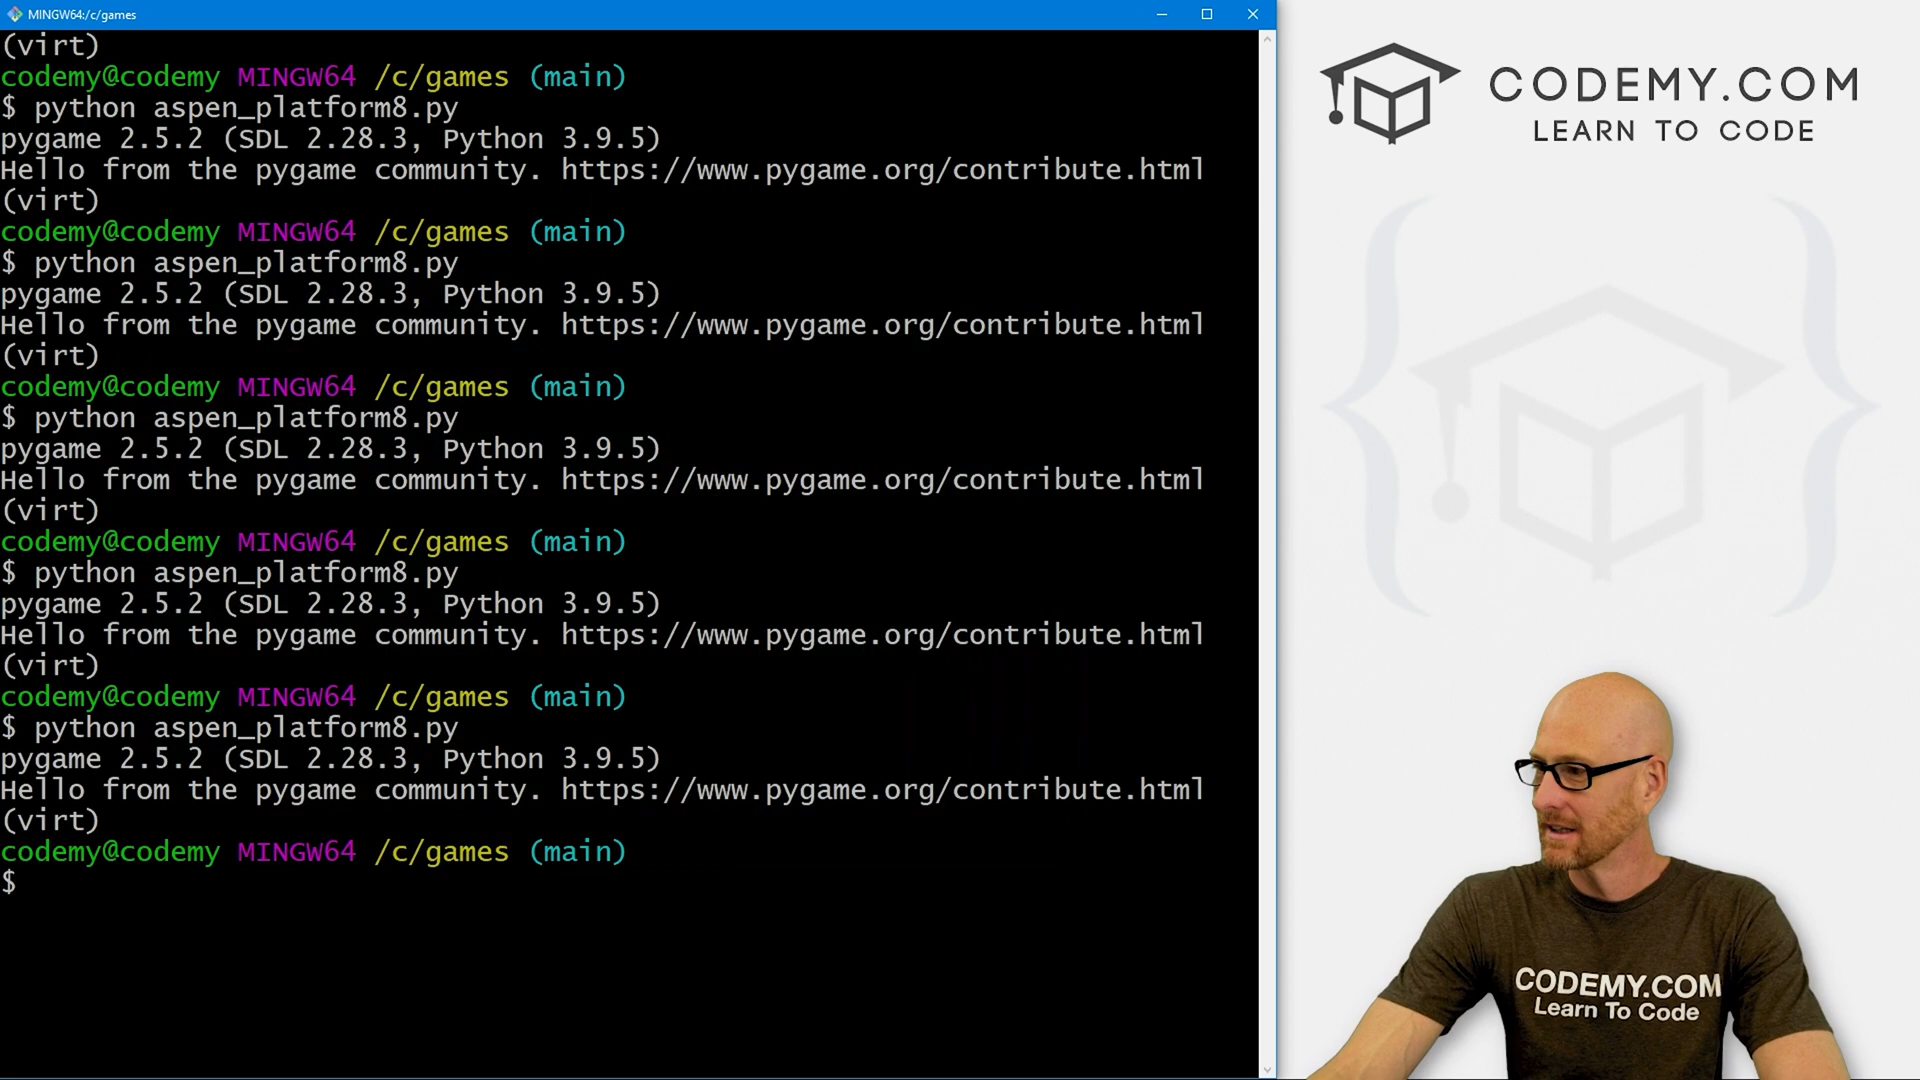 MINGW64:/c/games
(virt)
codemy@codemy MINGW64 /c/games (main)
$ python aspen_platform8.py
pygame 2.5.2 (SDL 2.28.3, Python 3.9.5)
Hello from the pygame community. https://www.pygame.org/contribute.html
(virt)
codemy@codemy MINGW64 /c/games (main)
$ python aspen_platform8.py
pygame 2.5.2 (SDL 2.28.3, Python 3.9.5)
Hello from the pygame community. https://www.pygame.org/contribute.html
(virt)
codemy@codemy MINGW64 /c/games (main)
$ python aspen_platform8.py
pygame 2.5.2 (SDL 2.28.3, Python 3.9.5)
Hello from the pygame community. https://www.pygame.org/contribute.html
(virt)
codemy@codemy MINGW64 /c/games (main)
$ python aspen_platform8.py
pygame 2.5.2 (SDL 2.28.3, Python 3.9.5)
Hello from the pygame community. https://www.pygame.org/contribute.html
(virt)
codemy@codemy MINGW64 /c/games (main)
$ python aspen_platform8.py
pygame 2.5.2 (SDL 2.28.3, Python 3.9.5)
Hello from the pygame community. https://www.pygame.org/contribute.html
(virt)
codemy@codemy MINGW64 /c/games (main)
$
CODEMY.COM
LEARN TO CODE
CODEMY.COM
Learn To Code